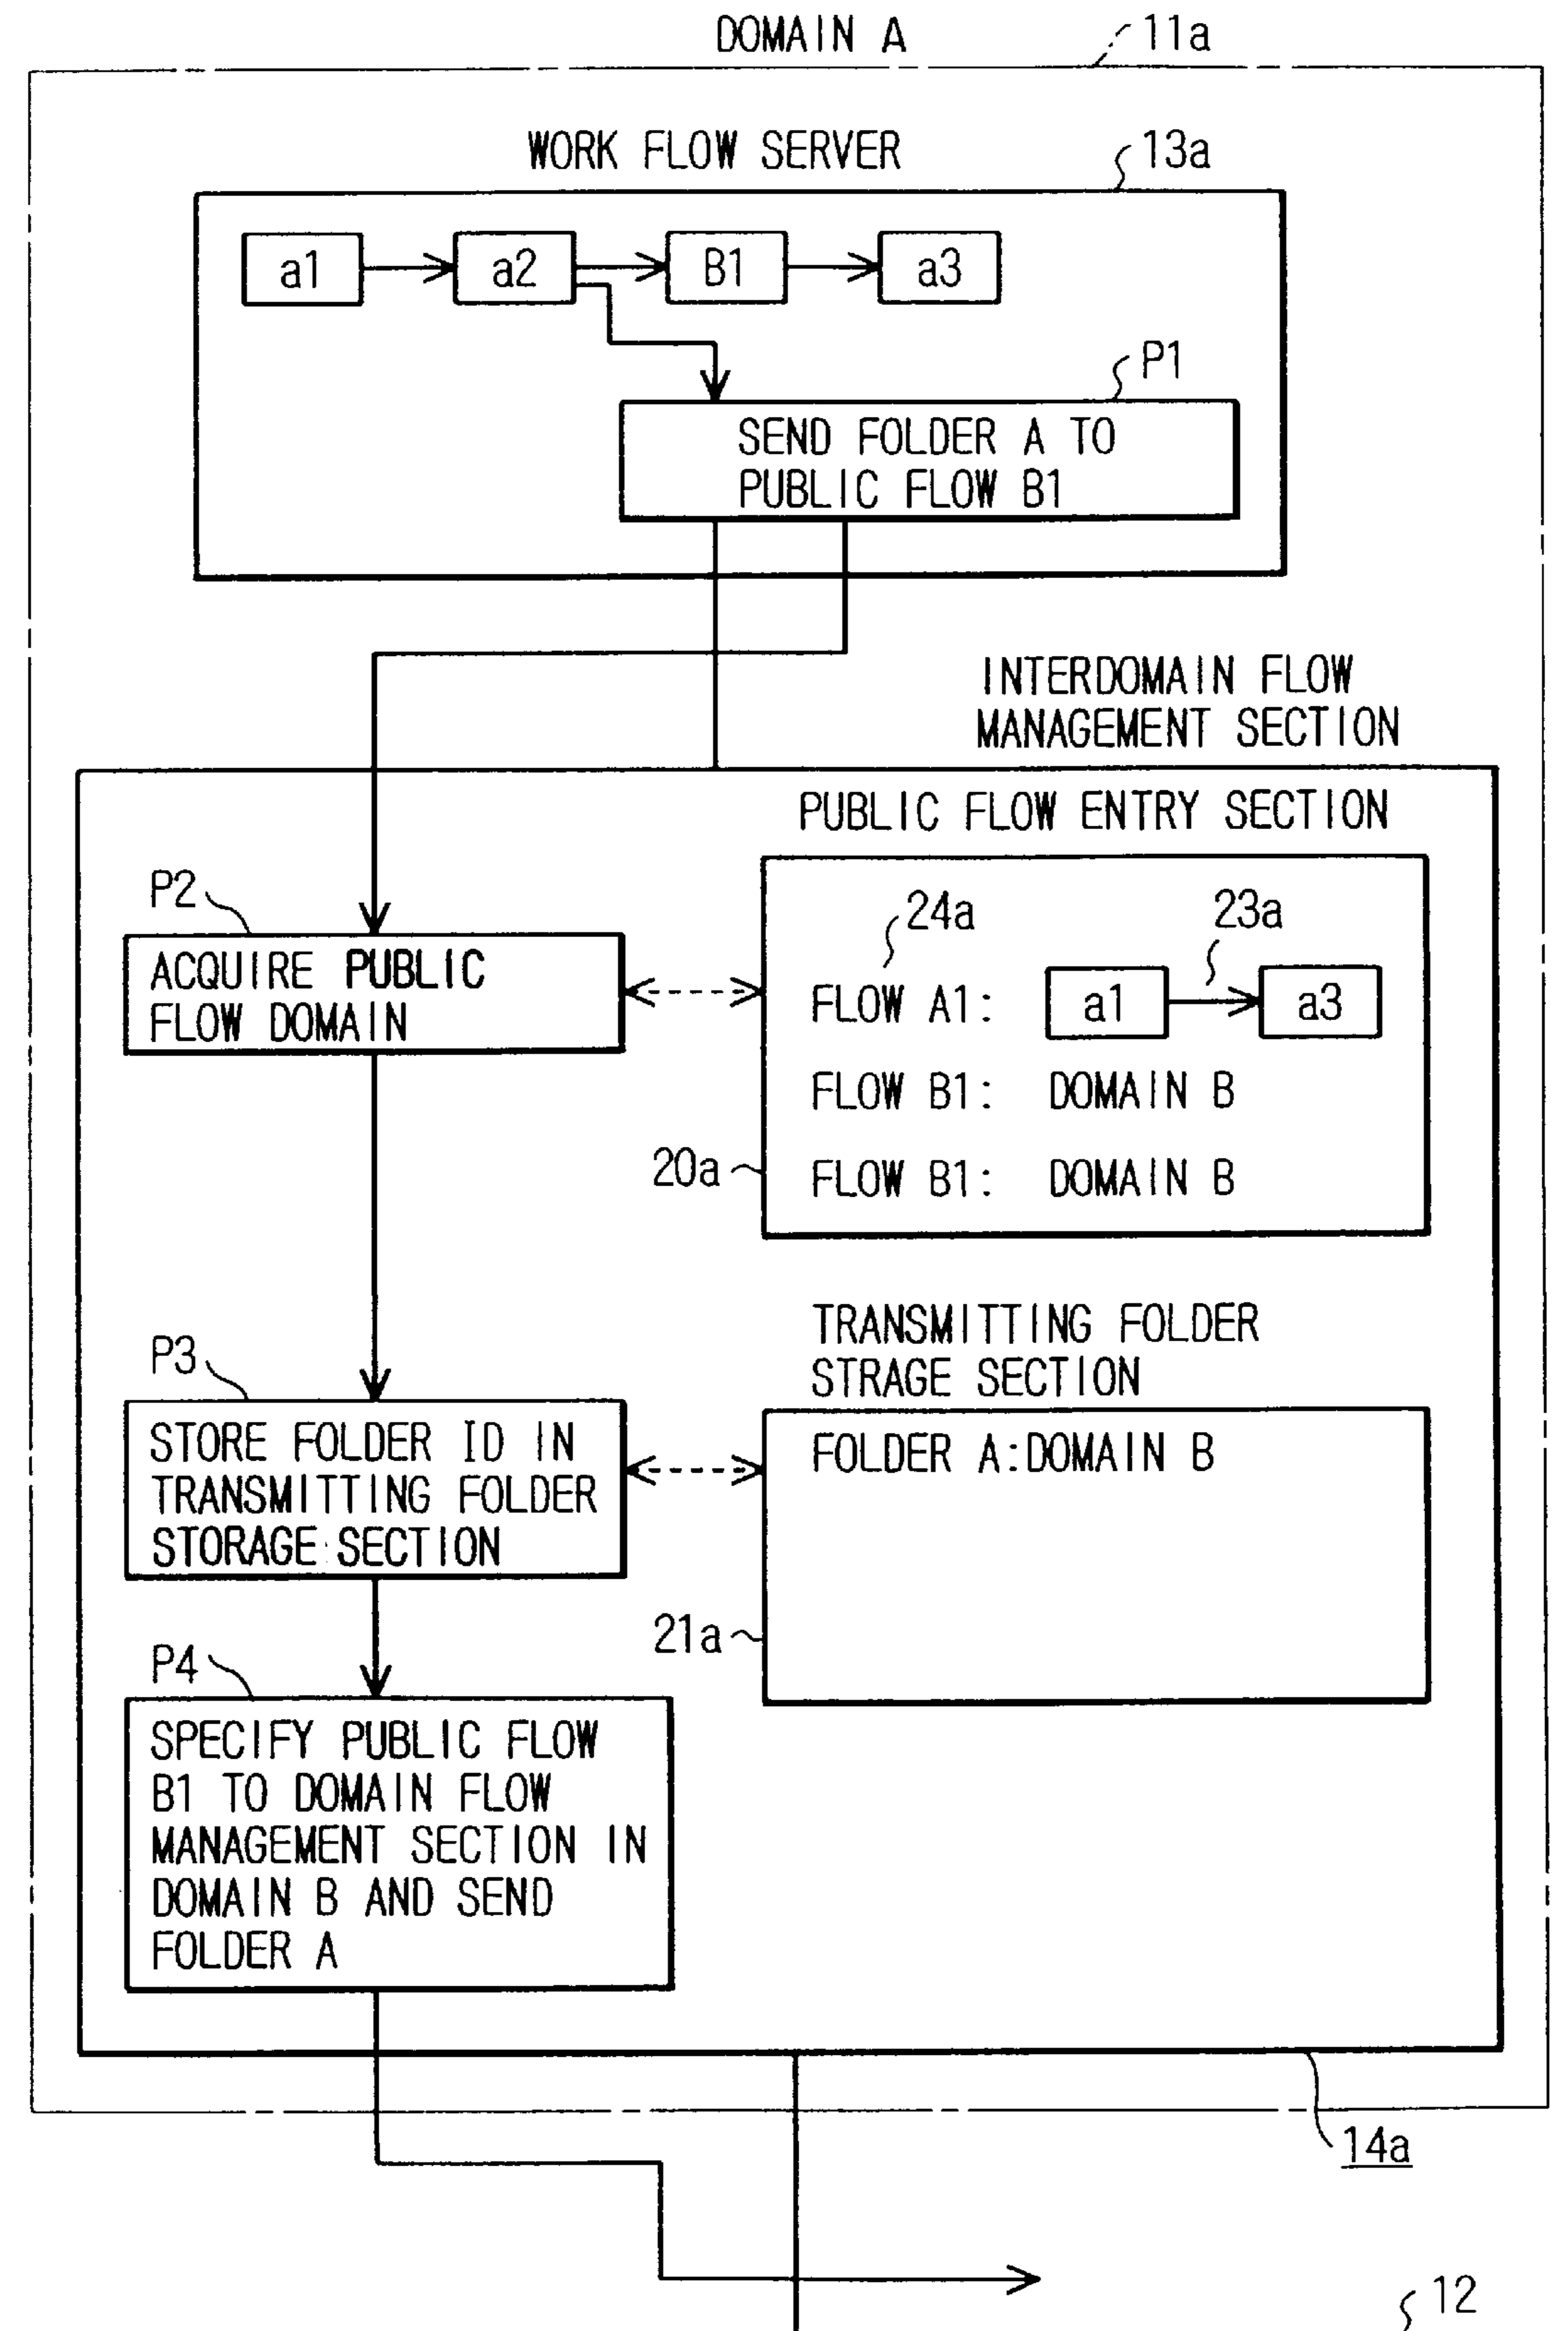 DOMAIN A
11a
WORK FLOW SERVER
13a
a1
a2
B1
a3
P1
SEND FOLDER A TO
PUBLIC FLOW B1
INTERDOMAIN FLOW
MANAGEMENT SECTION
PUBLIC FLOW ENTRY SECTION
P2
24a
23a
ACQUIRE PUBLIC
FLOW DOMAIN
FLOW A1:
a1
a3
FLOW B1: DOMAIN B
20a
FLOW B1: DOMAIN B
TRANSMITTING FOLDER
STRAGE SECTION
P3
STORE FOLDER ID IN
TRANSMITTING FOLDER
STORAGE SECTION
FOLDER A:DOMAIN B
21a
P4
SPECIFY PUBLIC FLOW
B1 TO DOMAIN FLOW
MANAGEMENT SECTION IN
DOMAIN B AND SEND
FOLDER A
14a
12